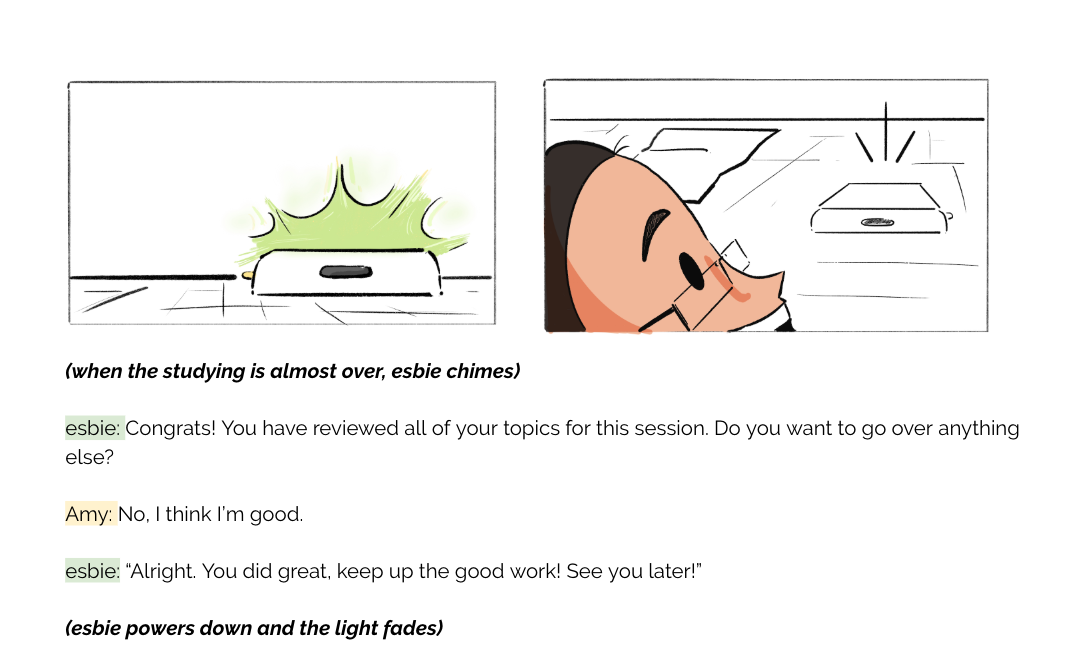 (when the studying is almost over, esbie chimes)
esbie: Congrats! You have reviewed all of your topics for this session. Do you want to go over anything
else?
Amy: No, I think I’m good.
esbie: “Alright. You did great, keep up the good work! See you later!”
(esbie powers down and the light fades)